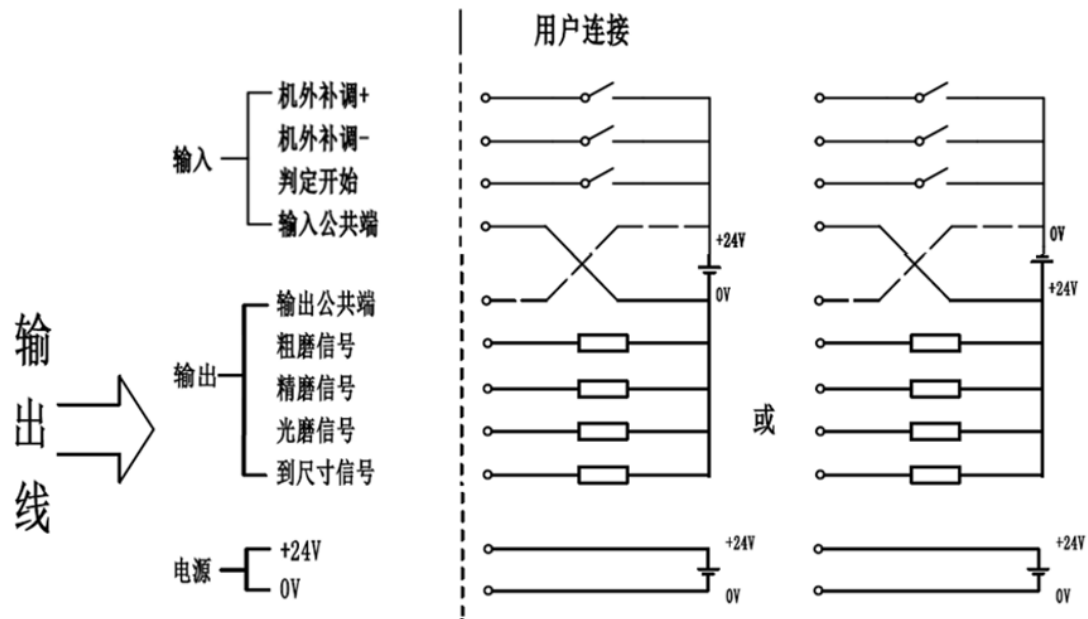 用户连接
机外补调+
机外补调-
输入
判定开始
输入公共端
+24V
0V
0V
+24V
输出公共端
粗磨信号
输出
精磨信号
光磨信号
到尺寸信号
或
输出线
电源
+24V
0V
+24V
0V
+24V
0V